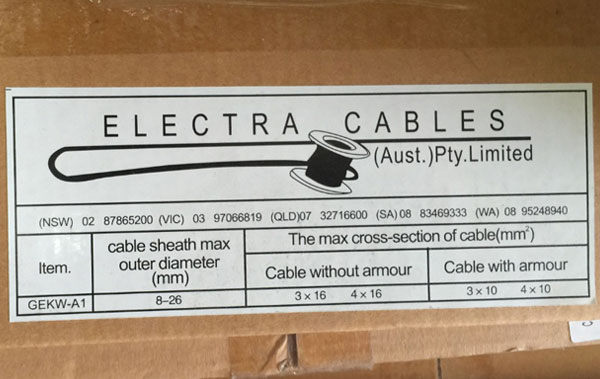 ELECTRA CABLES
(Aust.)Pty.Limited
(NSW) 02 87865200 (VIC) 03 97066819 (QLD)07 32716600 (SA) 08 83469333 (WA) 08 95248940
Item.
cable sheath max
outer diameter
(mm)
The max cross-section of cable(mm²)
Cable without armour
Cable with armour
GEKW-A1
8–26
3 x 16 4 x 16
3 x 10 4 x 10